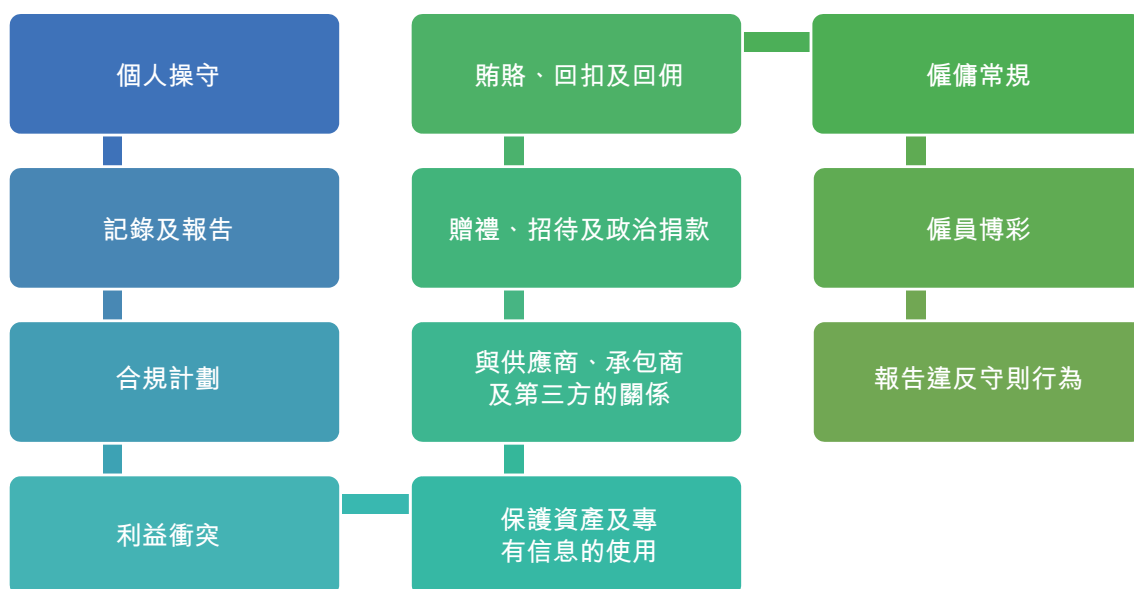 個人操守
記錄及報告
合規計劃
利益衝突
保護資產及專
有信息的使用
與供應商、承包商
及第三方的關係
贈禮、招待及政治捐款
賄賂、回扣及回佣
僱傭常規
僱員博彩
報告違反守則行為